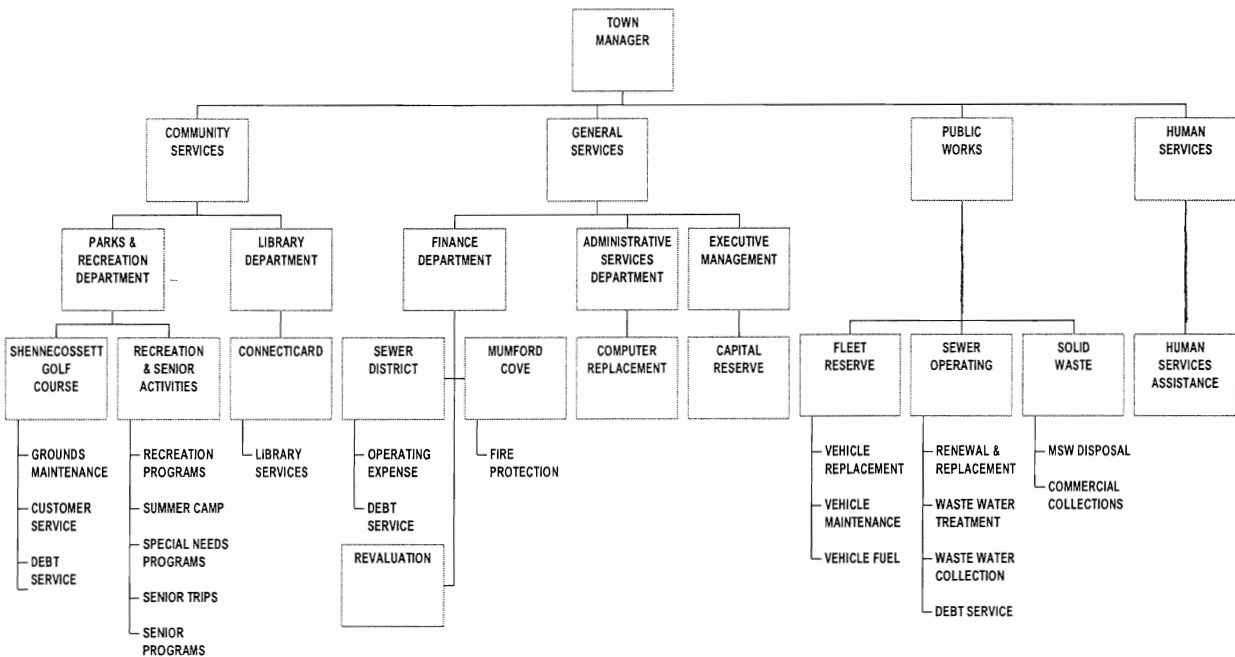 TOWN
MANAGER
COMMUNITY
SERVICES
GENERAL
SERVICES
PUBLIC
WORKS
HUMAN
SERVICES
PARKS &
RECREATION
DEPARTMENT
LIBRARY
DEPARTMENT
FINANCE
DEPARTMENT
ADMINISTRATIVE
SERVICES
DEPARTMENT
EXECUTIVE
MANAGEMENT
SHENNECOSSETT
GOLF
COURSE
RECREATION
& SENIOR
ACTIVITIES
CONNECTICARD
SEWER
DISTRICT
MUMFORD
COVE
COMPUTER
REPLACEMENT
CAPITAL
RESERVE
FLEET
RESERVE
SEWER
OPERATING
SOLID
WASTE
HUMAN
SERVICES
ASSISTANCE
GROUNDS
MAINTENANCE
CUSTOMER
SERVICE
DEBT
SERVICE
RECREATION
PROGRAMS
SUMMER CAMP
SPECIAL NEEDS
PROGRAMS
SENIOR TRIPS
SENIOR
PROGRAMS
LIBRARY
SERVICES
OPERATING
EXPENSE
DEBT
SERVICE
REVALUATION
FIRE
PROTECTION
VEHICLE
REPLACEMENT
VEHICLE
MAINTENANCE
VEHICLE FUEL
RENEWAL &
REPLACEMENT
WASTE WATER
TREATMENT
WASTE WATER
COLLECTION
DEBT SERVICE
MSW DISPOSAL
COMMERCIAL
COLLECTIONS